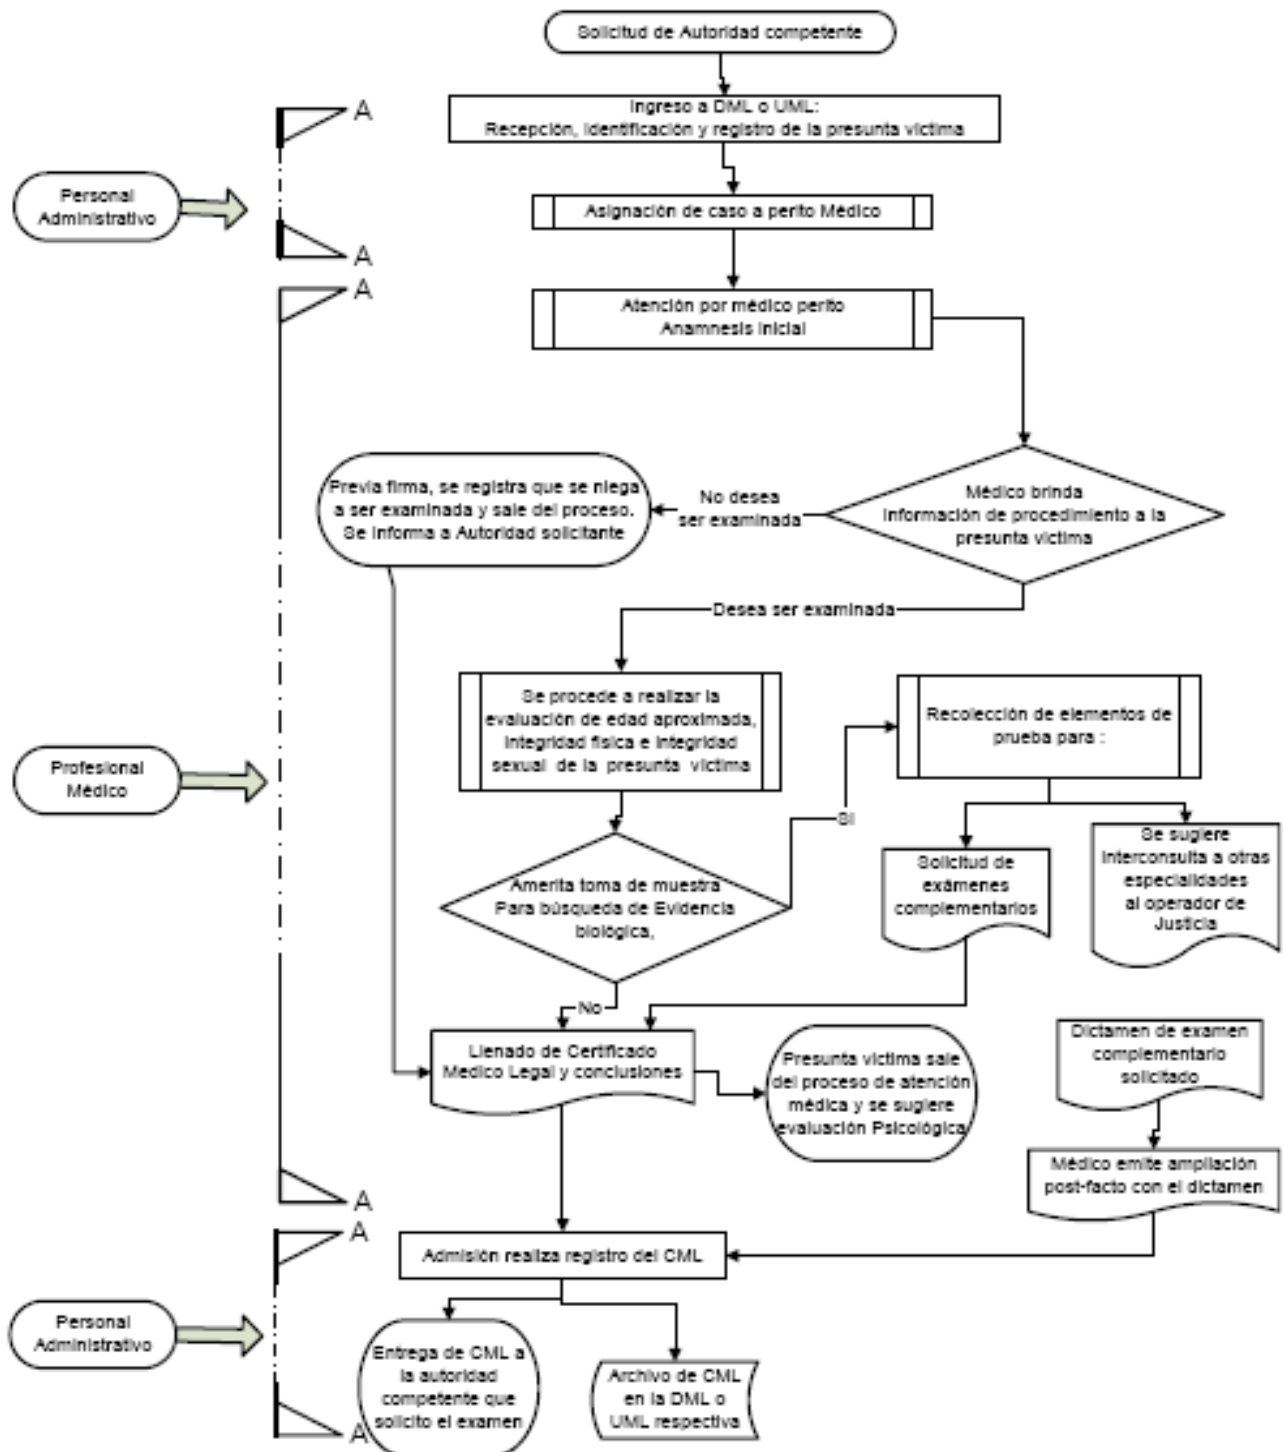 Solicitud de Autoridad competente
Ingreso a DML o UML:
Recepción, identificación y registro de la presunta victima
A
Personal
Administrativo
Asignación de caso a perito Médico
A
A
Atención por médico perito
Anamnesis inicial
Previa firma, se registra que se niega
a ser examinada y sale del proceso.
Se informa a Autoridad solicitante
No desea
ser examinada
Médico brinda
información de procedimiento a la
presunta victima
Desea ser examinada
Se procede a realizar la
evaluación de edad aproximada,
integridad física e integridad
sexual de la presunta victima
Recolección de elementos de
prueba para :
Profesional
Médico
Si
Amerita toma de muestra
Para búsqueda de Evidencia
biológica,
Solicitud de
exámenes
complementarios
Se sugiere
interconsulta a otras
especialidades
al operador de
Justicia
No
Llenado de Certificado
Medico Legal y conclusiones
Presunta victima sale
del proceso de atención
médica y se sugiere
evaluación Psicológica
Dictamen de examen
complementario
solicitado
Médico emite ampliación
post-facto con el dictamen
A
A
Admisión realiza registro del CML
Personal
Administrativo
Entrega de CML a
la autoridad
competente que
solicito el examen
Archivo de CML
en la DML o
UML respectiva
A